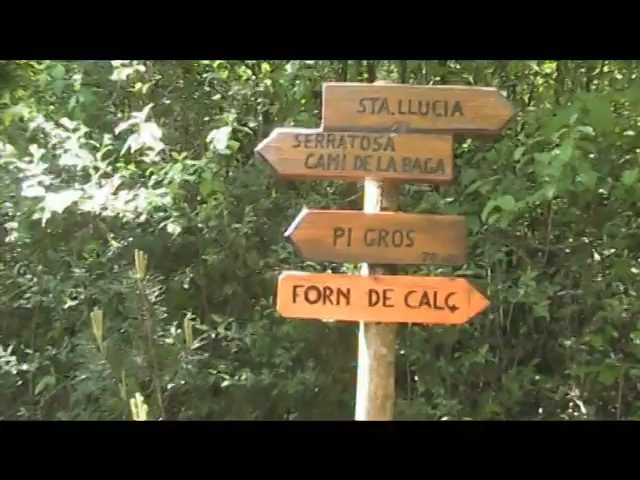 STA.LLUCIA
SERRATOSA
CAMI DE LA BAGA
PI GROS
FORN DE CALÇ